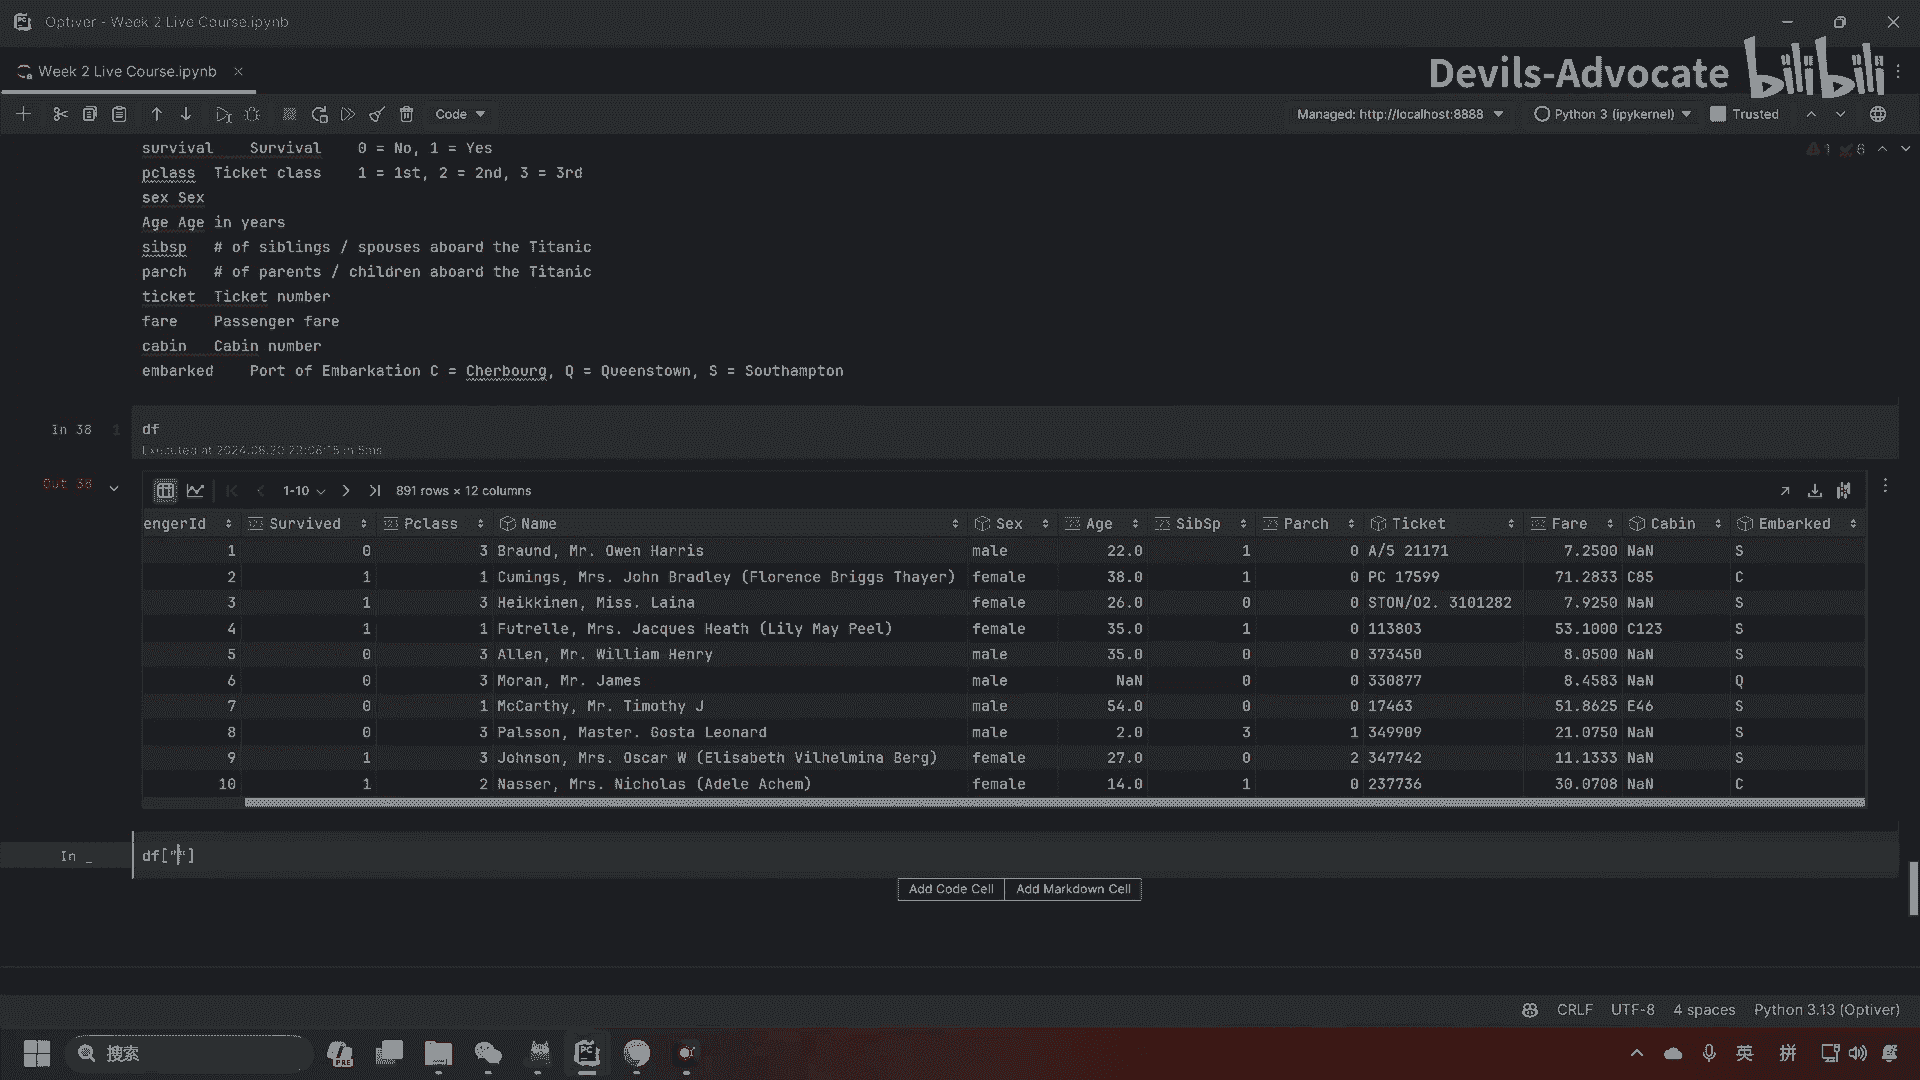 Optiver - Week 2 Live Course.ipynb
Week 2 Live Course.ipynb
Devils-Advocate bilibili
Code
Managed: http://localhost:8888 Python 3 (ipykernel) Trusted
survival Survival 0 = No, 1 = Yes
1 6
pclass Ticket class 1 = 1st, 2 = 2nd, 3 = 3rd
sex Sex
Age Age in years
sibsp # of siblings / spouses aboard the Titanic
parch # of parents / children aboard the Titanic
ticket Ticket number
fare Passenger fare
cabin Cabin number
embarked Port of Embarkation C = Cherbourg, Q = Queenstown, S = Southampton
In 38 1 df
Executed at 2024.08.20 22:08:15 in 5ms
Out 38 1-10 891 rows × 12 columns
engerId Survived Pclass Name Sex Age SibSp Parch Ticket Fare Cabin Embarked
1 0 3 Braund, Mr. Owen Harris male 22.0 1 0 A/5 21171 7.2500 NaN S
2 1 1 Cumings, Mrs. John Bradley (Florence Briggs Thayer) female 38.0 1 0 PC 17599 71.2833 C85 C
3 1 3 Heikkinen, Miss. Laina female 26.0 0 0 STON/O2. 3101282 7.9250 NaN S
4 1 1 Futrelle, Mrs. Jacques Heath (Lily May Peel) female 35.0 1 0 113803 53.1000 C123 S
5 0 3 Allen, Mr. William Henry male 35.0 0 0 373450 8.0500 NaN S
6 0 3 Moran, Mr. James male NaN 0 0 330877 8.4583 NaN Q
7 0 1 McCarthy, Mr. Timothy J male 54.0 0 0 17463 51.8625 E46 S
8 0 3 Palsson, Master. Gosta Leonard male 2.0 3 1 349909 21.0750 NaN S
9 1 3 Johnson, Mrs. Oscar W (Elisabeth Vilhelmina Berg) female 27.0 0 2 347742 11.1333 NaN S
10 1 2 Nasser, Mrs. Nicholas (Adele Achem) female 14.0 1 0 237736 30.0708 NaN C
In _ df[""]
Add Code Cell Add Markdown Cell
CRLF UTF-8 4 spaces Python 3.13 (Optiver)
搜索 PRE PC 英 拼